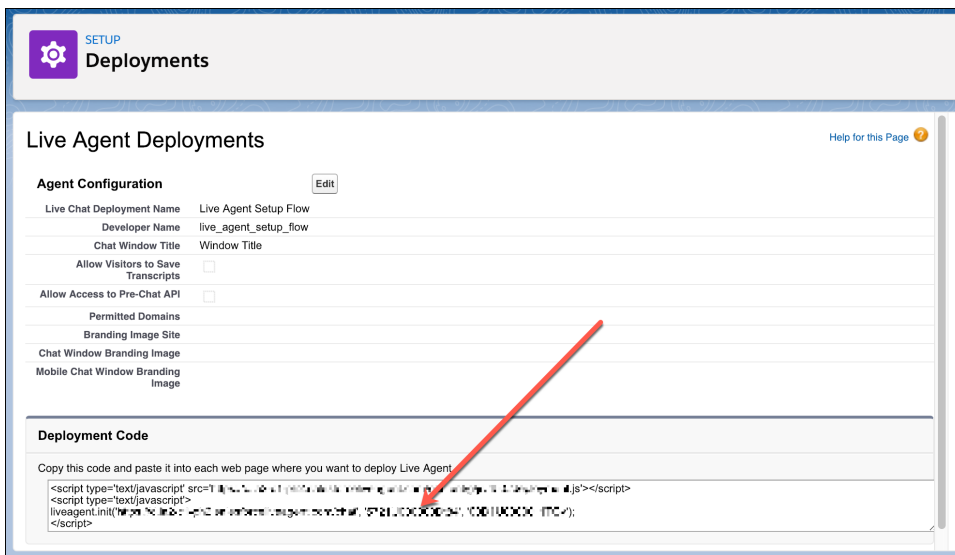 SETUP
Deployments
Live Agent Deployments
Help for this Page
Agent Configuration
Edit
Live Chat Deployment Name Live Agent Setup Flow
Developer Name live_agent_setup_flow
Chat Window Title Window Title
Allow Visitors to Save
Transcripts
Allow Access to Pre-Chat API
Permitted Domains
Branding Image Site
Chat Window Branding Image
Mobile Chat Window Branding
Image
Deployment Code
Copy this code and paste it into each web page where you want to deploy Live Agent
<script type='text/javascript' src='.js'></script>
<script type='text/javascript'>
liveagent.init('
</script>